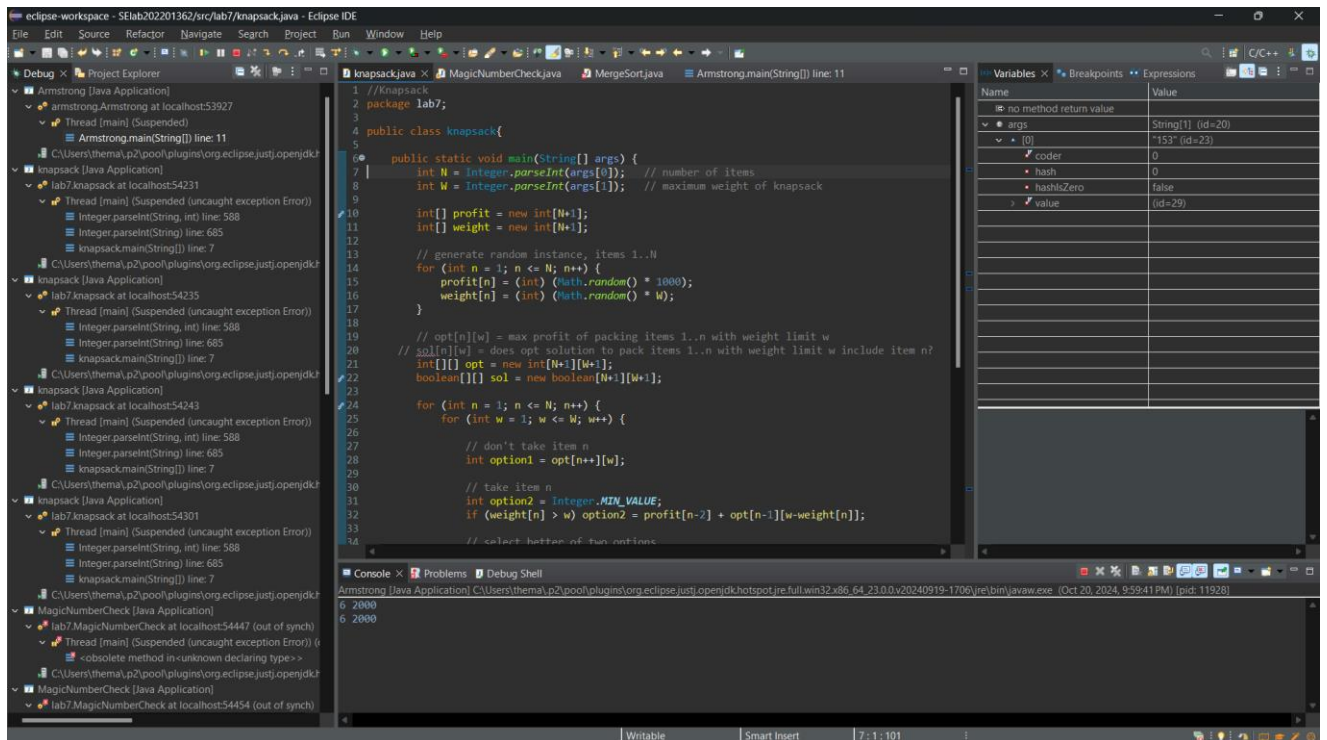 eclipse-workspace - SElab202201362/src/lab7/knapsack.java - Eclipse IDE
File Edit Source Refactor Navigate Search Project Run Window Help
C/C++
Debug
Project Explorer
Armstrong [Java Application]
armstrong.Armstrong at localhost:53927
Thread [main] (Suspended)
Armstrong.main(String[]) line: 11
C:\Users\thema\.p2\pool\plugins\org.eclipse.justj.openjdk.h
knapsack [Java Application]
lab7.knapsack at localhost:54231
Thread [main] (Suspended (uncaught exception Error))
Integer.parseInt(String, int) line: 588
Integer.parseInt(String) line: 685
knapsack.main(String[]) line: 7
C:\Users\thema\.p2\pool\plugins\org.eclipse.justj.openjdk.h
knapsack [Java Application]
lab7.knapsack at localhost:54235
Thread [main] (Suspended (uncaught exception Error))
Integer.parseInt(String, int) line: 588
Integer.parseInt(String) line: 685
knapsack.main(String[]) line: 7
C:\Users\thema\.p2\pool\plugins\org.eclipse.justj.openjdk.h
knapsack [Java Application]
lab7.knapsack at localhost:54243
Thread [main] (Suspended (uncaught exception Error))
Integer.parseInt(String, int) line: 588
Integer.parseInt(String) line: 685
knapsack.main(String[]) line: 7
C:\Users\thema\.p2\pool\plugins\org.eclipse.justj.openjdk.h
knapsack [Java Application]
lab7.knapsack at localhost:54301
Thread [main] (Suspended (uncaught exception Error))
Integer.parseInt(String, int) line: 588
Integer.parseInt(String) line: 685
knapsack.main(String[]) line: 7
C:\Users\thema\.p2\pool\plugins\org.eclipse.justj.openjdk.h
MagicNumberCheck [Java Application]
lab7.MagicNumberCheck at localhost:54447 (out of synch)
Thread [main] (Suspended (uncaught exception Error)) (
<obsolete method in<unknown declaring type>>
C:\Users\thema\.p2\pool\plugins\org.eclipse.justj.openjdk.h
MagicNumberCheck [Java Application]
lab7.MagicNumberCheck at localhost:54454 (out of synch)
knapsack.java MagicNumberCheck.java MergeSort.java Armstrong.main(String[]) line: 11
1 //Knapsack
2 package lab7;
3
4 public class knapsack{
5
6 public static void main(String[] args) {
7 int N = Integer.parseInt(args[0]); // number of items
8 int W = Integer.parseInt(args[1]); // maximum weight of knapsack
9
10 int[] profit = new int[N+1];
11 int[] weight = new int[N+1];
12
13 // generate random instance, items 1..N
14 for (int n = 1; n <= N; n++) {
15 profit[n] = (int) (Math.random() * 1000);
16 weight[n] = (int) (Math.random() * W);
17 }
18
19 // opt[n][w] = max profit of packing items 1..n with weight limit w
20 // sol[n][w] = does opt solution to pack items 1..n with weight limit w include item n?
21 int[][] opt = new int[N+1][W+1];
22 boolean[][] sol = new boolean[N+1][W+1];
23
24 for (int n = 1; n <= N; n++) {
25 for (int w = 1; w <= W; w++) {
26
27 // don't take item n
28 int option1 = opt[n++][w];
29
30 // take item n
31 int option2 = Integer.MIN_VALUE;
32 if (weight[n] > w) option2 = profit[n-2] + opt[n-1][w-weight[n]];
33
34 // select better of two options
Variables Breakpoints Expressions
Name Value
no method return value
args String[1] (id=20)
[0] "153" (id=23)
coder 0
hash 0
hashIsZero false
value (id=29)
Console Problems Debug Shell
Armstrong [Java Application] C:\Users\thema\.p2\pool\plugins\org.eclipse.justj.openjdk.hotspot.jre.full.win32.x86_64_23.0.0.v20240919-1706\jre\bin\javaw.exe (Oct 20, 2024, 9:59:41 PM) [pid: 11928]
6 2000
6 2000
Writable Smart Insert 7 : 1 : 101